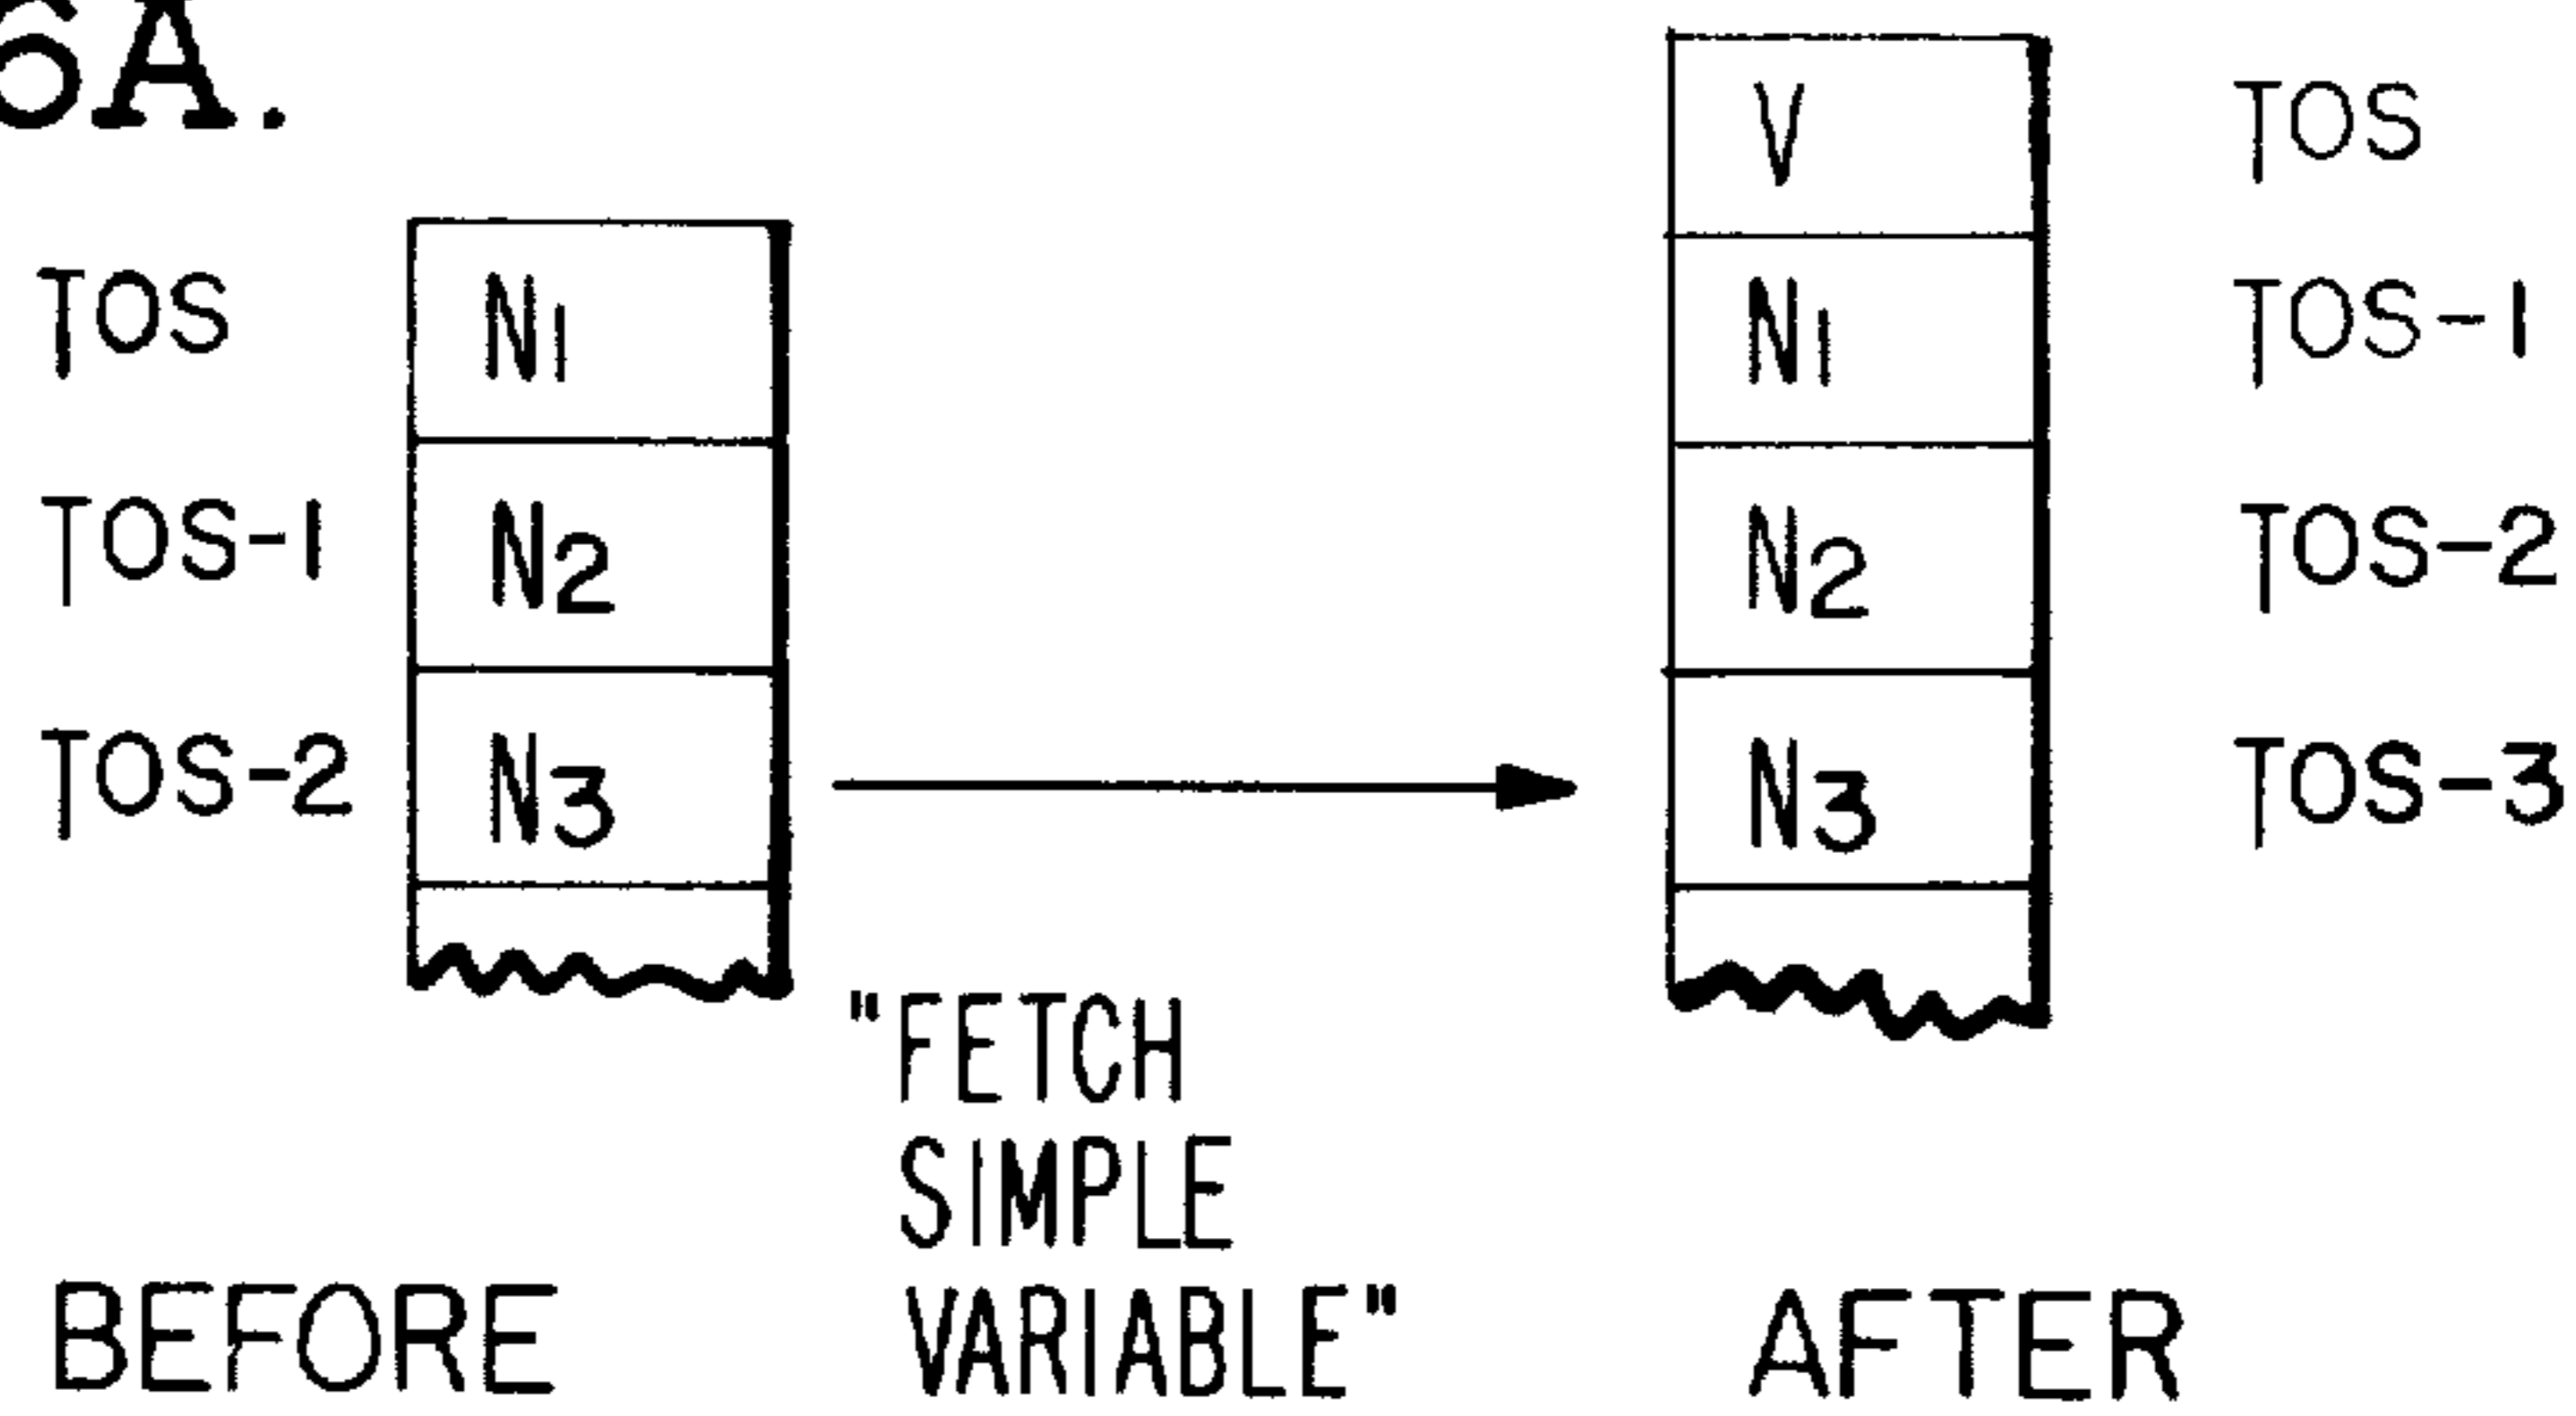 6A.
TOS N1
TOS-1 N2
TOS-2 N3
"FETCH
SIMPLE
VARIABLE"
V TOS
N1 TOS-1
N2 TOS-2
N3 TOS-3
BEFORE
AFTER